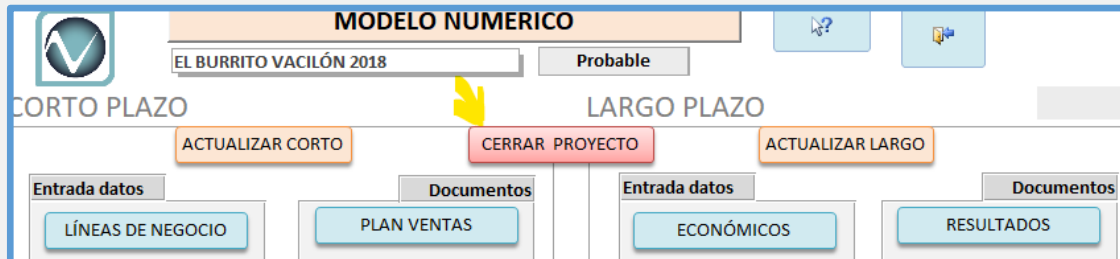 MODELO NUMERICO
EL BURRITO VACILÓN 2018
Probable
CORTO PLAZO
LARGO PLAZO
ACTUALIZAR CORTO
CERRAR PROYECTO
ACTUALIZAR LARGO
Entrada datos
Documentos
Entrada datos
Documentos
LÍNEAS DE NEGOCIO
PLAN VENTAS
ECONÓMICOS
RESULTADOS